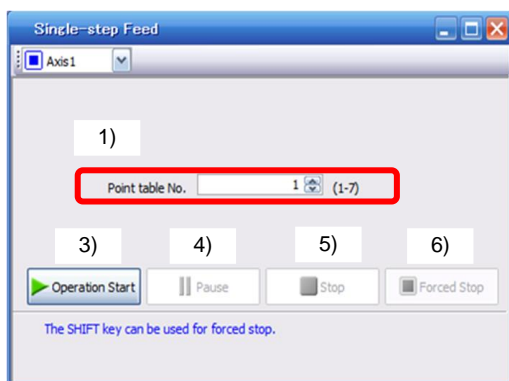 Single-step Feed
Axis1
1)
Point table No. 1 (1-7)
3) 4) 5) 6)
Operation Start Pause Stop Forced Stop
The SHIFT key can be used for forced stop.